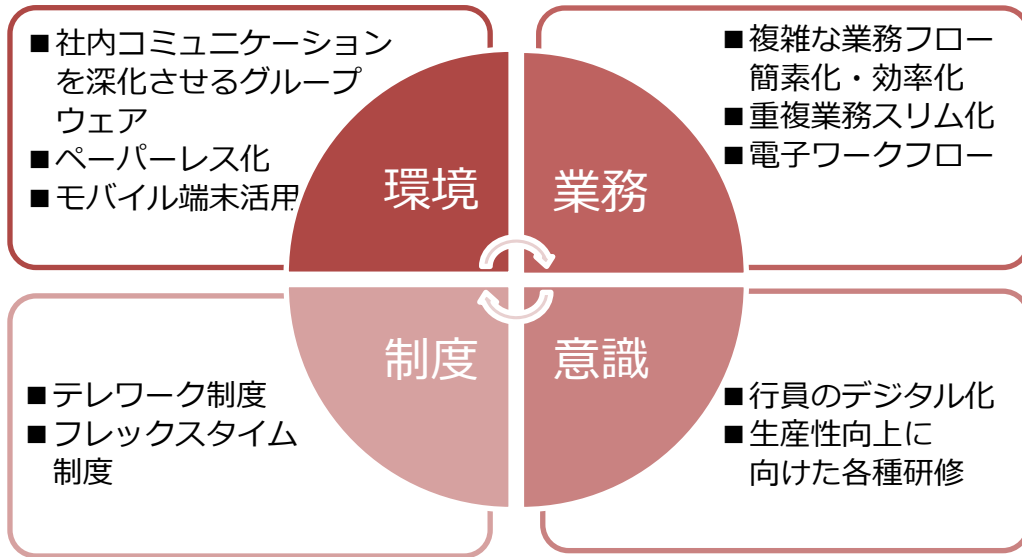 ■社内コミュニケーション
を深化させるグループ
ウェア
■ペーパーレス化
■モバイル端末活用
環境
業務
■複雑な業務フロー
簡素化・効率化
■重複業務スリム化
■電子ワークフロー
制度
意識
■テレワーク制度
■フレックスタイム
制度
■行員のデジタル化
■生産性向上に
向けた各種研修